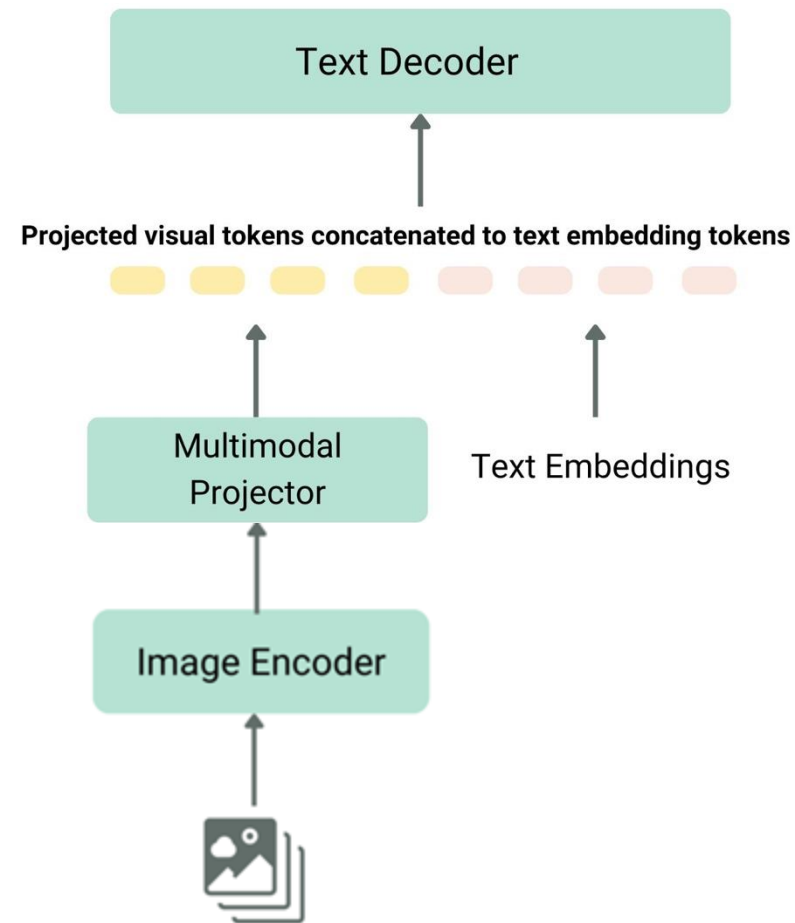 Text Decoder
Projected visual tokens concatenated to text embedding tokens
Multimodal
Projector
Text Embeddings
Image Encoder